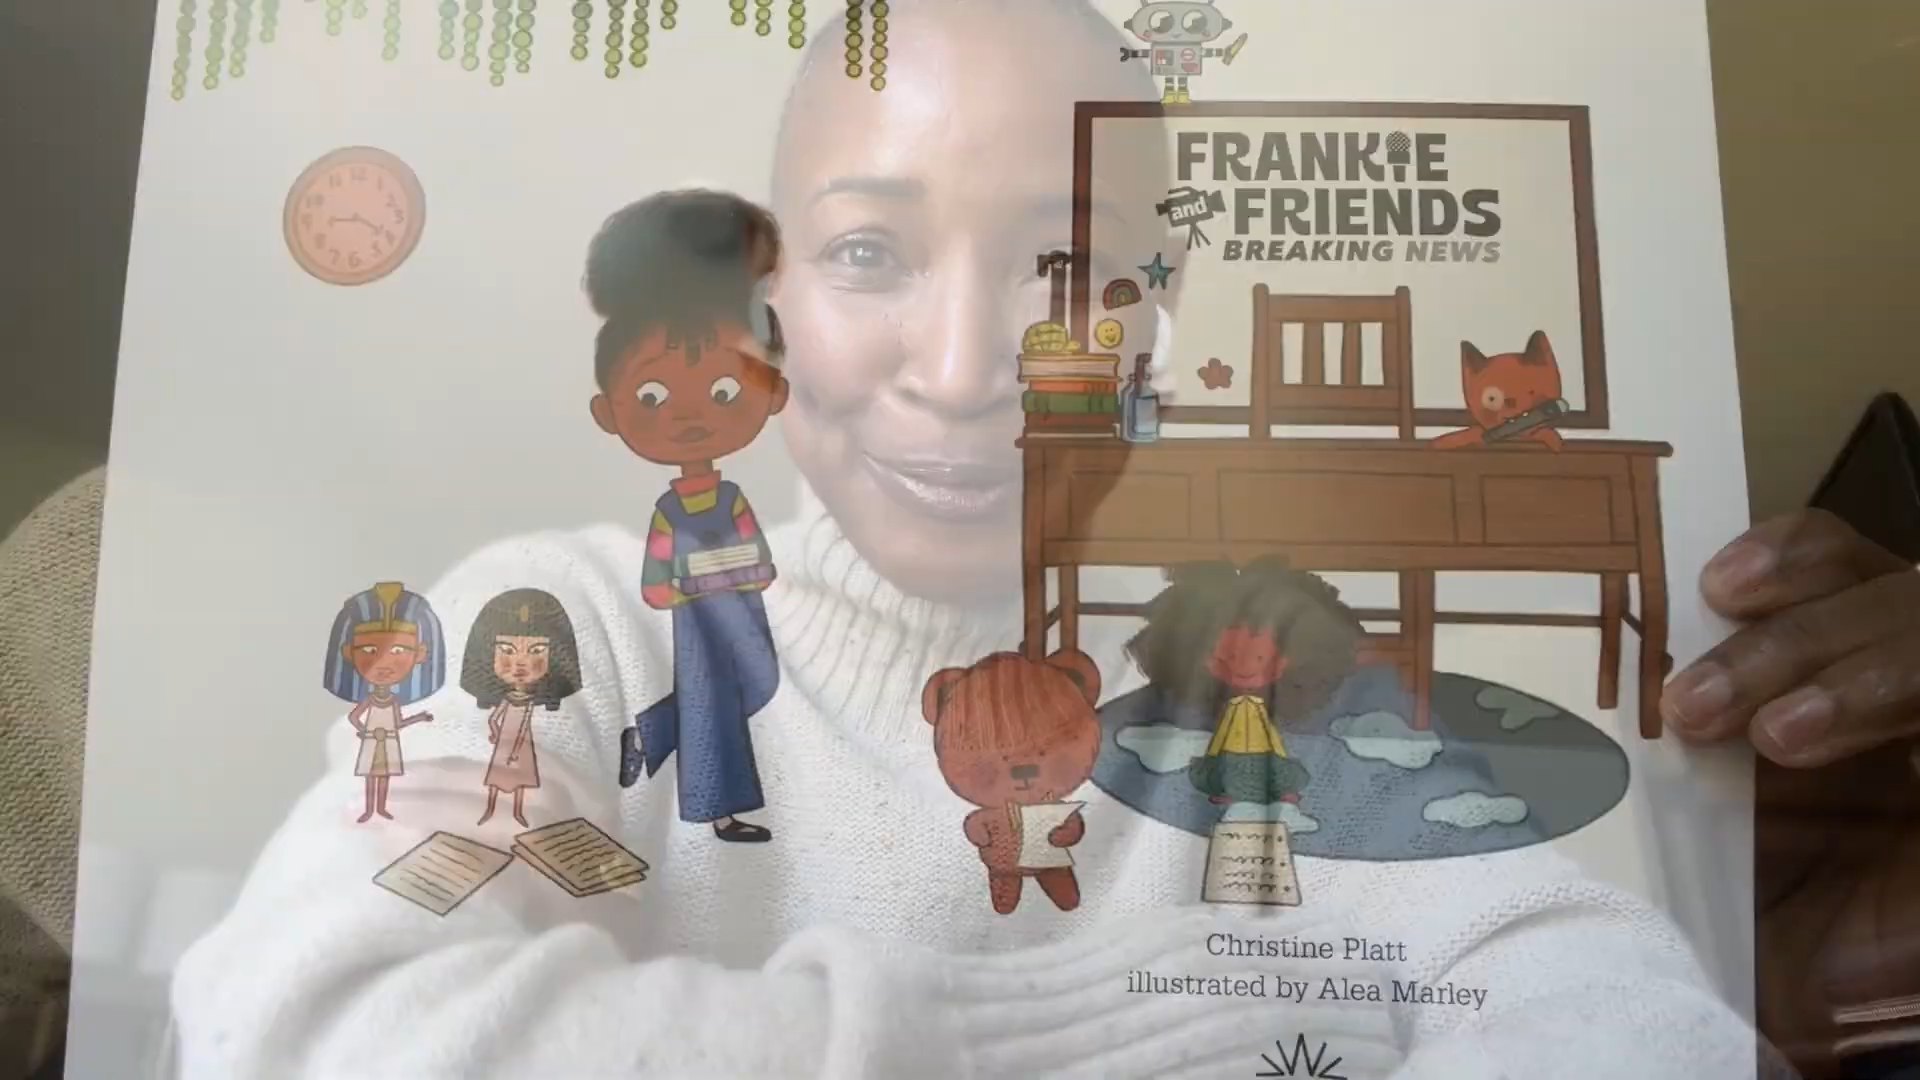 FRANKIE
and FRIENDS
BREAKING NEWS
Christine Platt
illustrated by Alea Marley